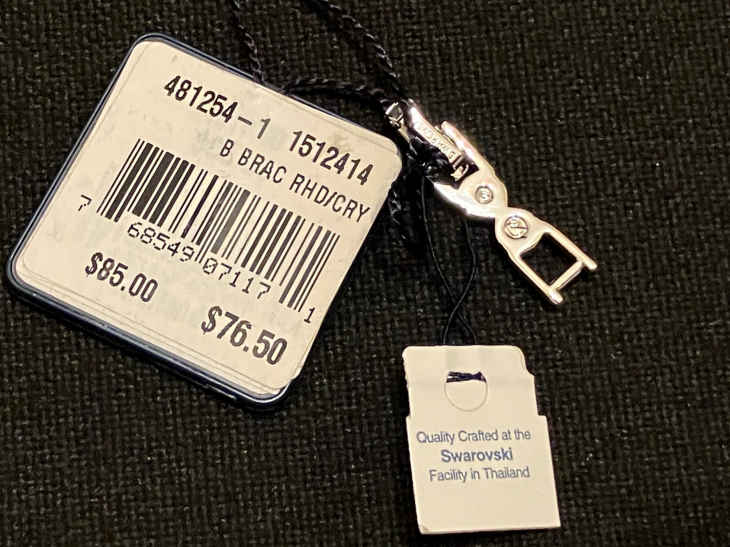 481254-1 1512414
B BRAC RHD/CRY
7 68549 07117 1
$85.00
$76.50
Quality Crafted at the
Swarovski
Facility in Thailand